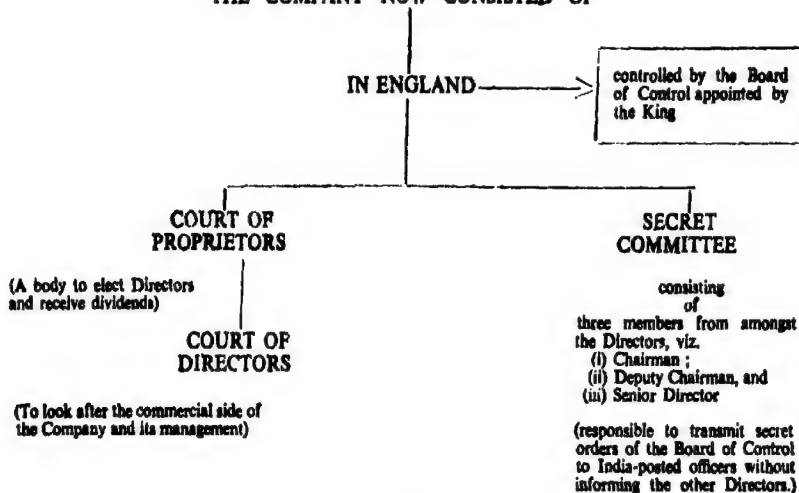 THE COMPANY NOW CONSISTED OF
IN ENGLAND
controlled by the Board
of Control appointed by
the King
COURT OF
PROPRIETORS
(A body to elect Directors
and receive dividends)
COURT OF
DIRECTORS
(To look after the commercial side of
the Company and its management)
SECRET
COMMITTEE
consisting
of
three members from amongst
the Directors, viz.
(i) Chairman ;
(ii) Deputy Chairman, and
(iii) Senior Director
(responsible to transmit secret
orders of the Board of Control
to India-posted officers without
informing the other Directors.)